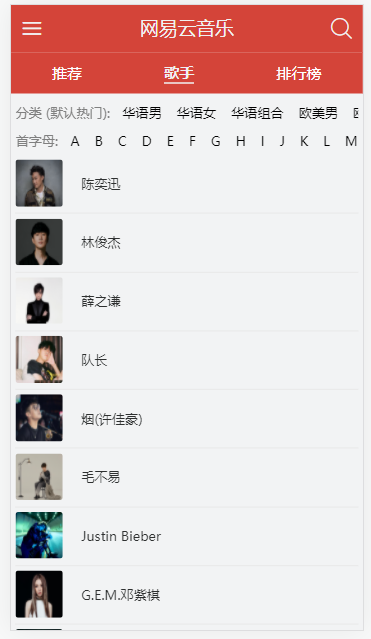 网易云音乐
推荐 歌手 排行榜
分类 (默认热门): 华语男 华语女 华语组合 欧美男
首字母: A B C D E F G H I J K L M
陈奕迅
林俊杰
薛之谦
队长
烟(许佳豪)
毛不易
Justin Bieber
G.E.M.邓紫棋